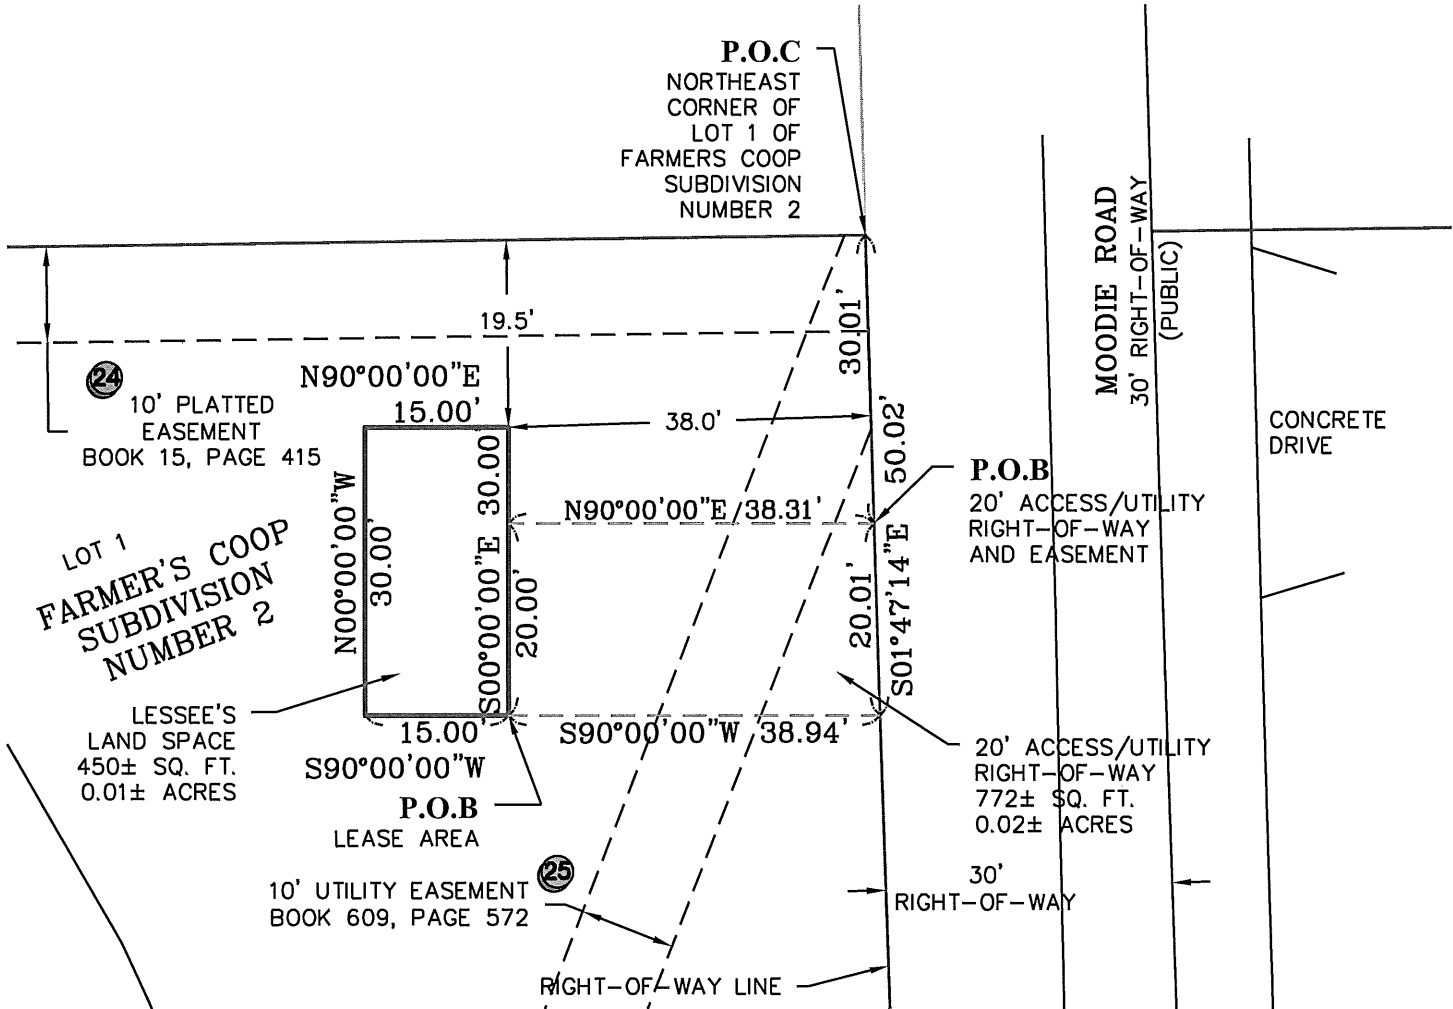 P.O.C
NORTHEAST
CORNER OF
LOT 1 OF
FARMERS COOP
SUBDIVISION
NUMBER 2
MOODIE ROAD
30' RIGHT-OF-WAY
(PUBLIC)
CONCRETE
DRIVE
19.5'
30.01'
24
10' PLATTED
EASEMENT
BOOK 15, PAGE 415
N90°00'00"E
15.00'
38.0'
50.02'
P.O.B
20' ACCESS/UTILITY
RIGHT-OF-WAY
AND EASEMENT
N00°00'00"W
30.00'
S00°00'00"E 30.00'
20.00'
N90°00'00"E 38.31'
20.01'
S01°47'14"E
LOT 1
FARMER'S COOP
SUBDIVISION
NUMBER 2
LESSEE'S
LAND SPACE
450± SQ. FT.
0.01± ACRES
15.00'
S90°00'00"W
S90°00'00"W 38.94'
P.O.B
LEASE AREA
20' ACCESS/UTILITY
RIGHT-OF-WAY
772± SQ. FT.
0.02± ACRES
25
10' UTILITY EASEMENT
BOOK 609, PAGE 572
30'
RIGHT-OF-WAY
RIGHT-OF-WAY LINE